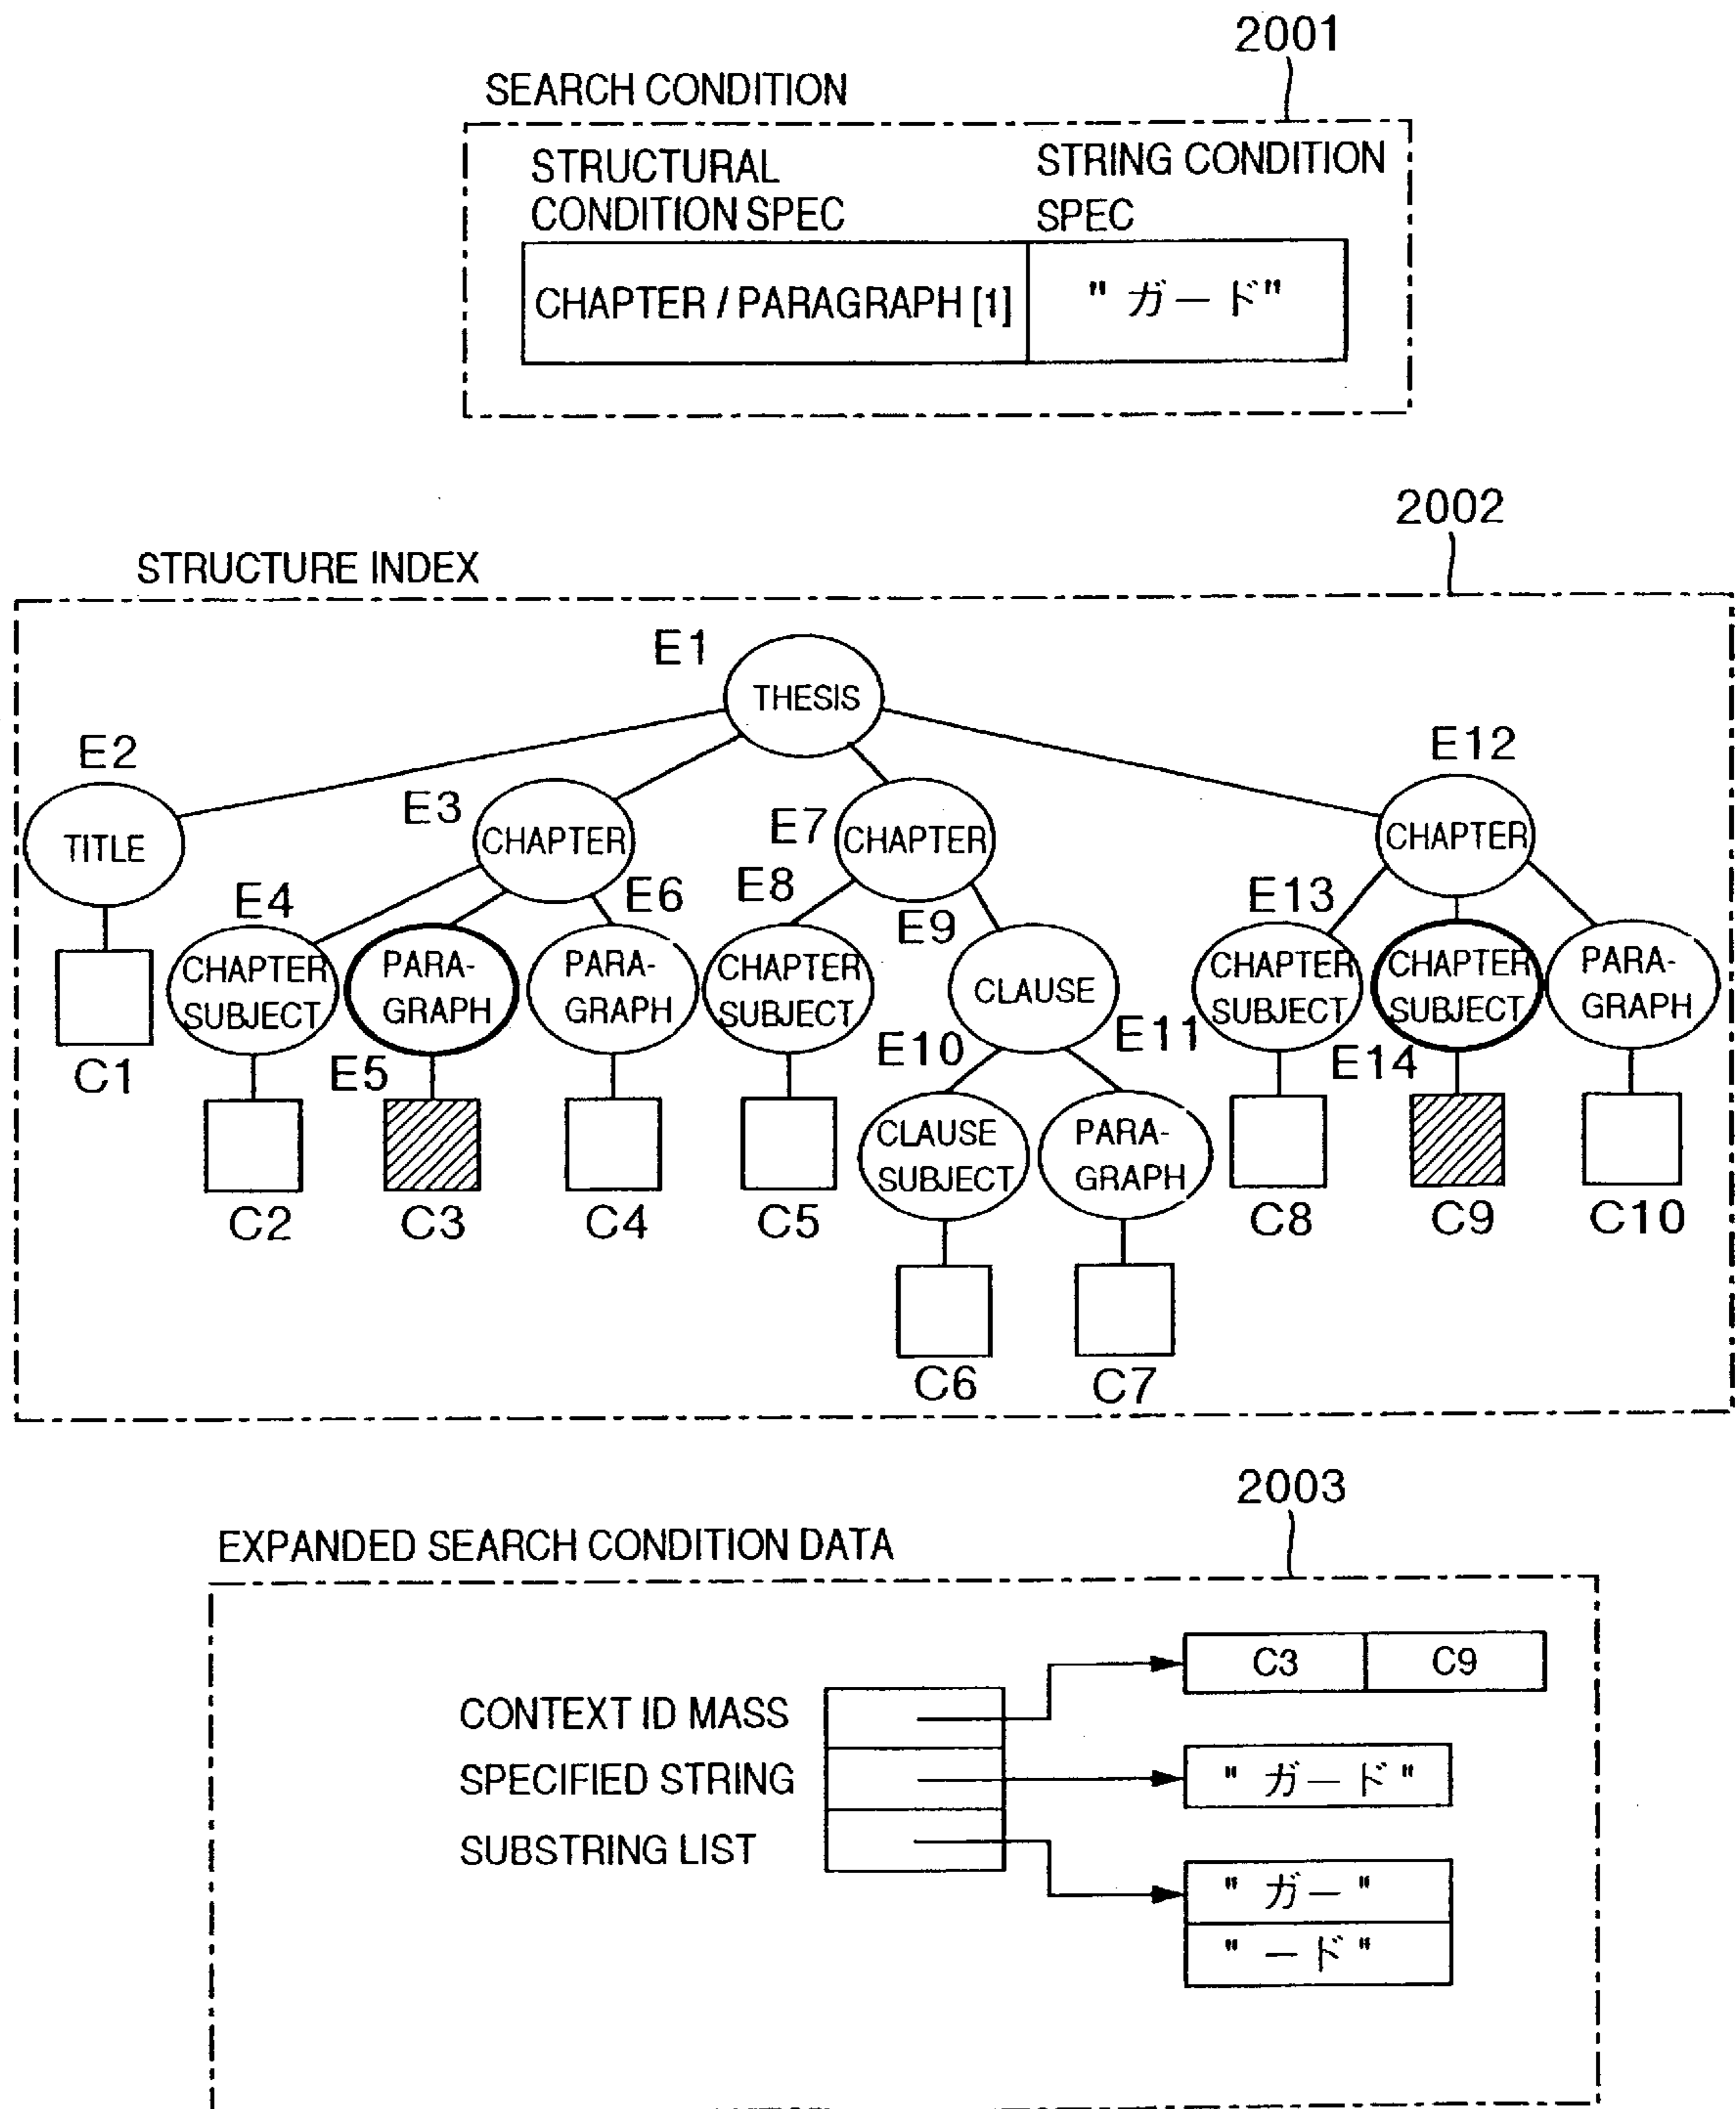 2001
SEARCH CONDITION
STRUCTURAL
CONDITION SPEC
STRING CONDITION
SPEC
CHAPTER / PARAGRAPH [1]
" ガード"
2002
STRUCTURE INDEX
E1
THESIS
E2
TITLE
E3
CHAPTER
E7
CHAPTER
E12
CHAPTER
E4
CHAPTER
SUBJECT
E5
PARA-
GRAPH
E6
PARA-
GRAPH
E8
CHAPTER
SUBJECT
E9
CLAUSE
E13
CHAPTER
SUBJECT
E14
CHAPTER
SUBJECT
PARA-
GRAPH
E10
CLAUSE
SUBJECT
E11
PARA-
GRAPH
C1
C2
C3
C4
C5
C8
C9
C10
C6
C7
2003
EXPANDED SEARCH CONDITION DATA
C3
C9
CONTEXT ID MASS
SPECIFIED STRING
" ガード "
SUBSTRING LIST
" ガー "
" ード "